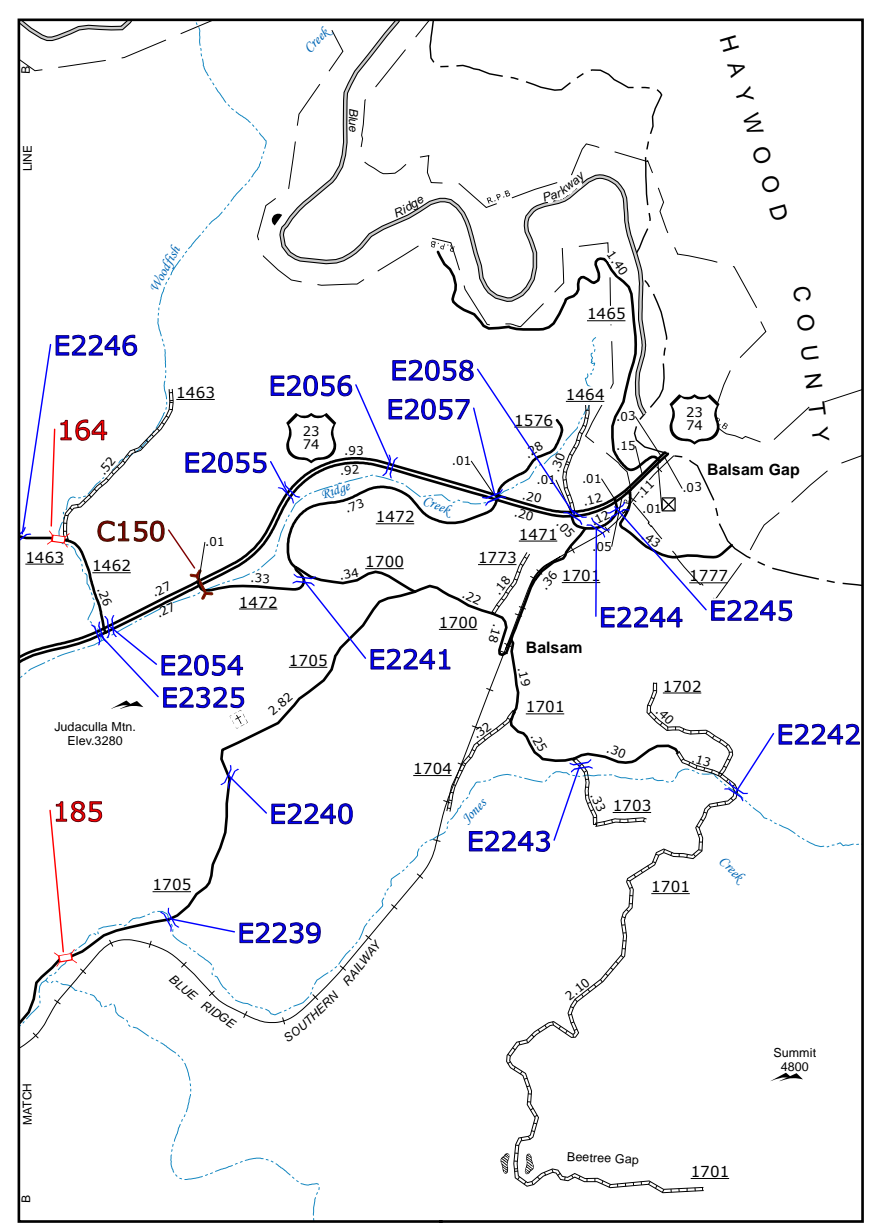 HAYWOOD
COUNTY
B
LINE
Creek
Blue
Ridge
Parkway
R.P.B
R.P.B
Woodfish
1.40
1465
E2246
E2058
E2056
E2057
1463
1464
23
74
23
74
1576
.03
164
.52
.93
.92
.01
.28
.30
.15
Balsam Gap
E2055
Ridge
Creek
.01
.01
.03
.11
.20
.20
.12
.12
.01
C150
.73
1472
1471
.05
.05
.43
.01
1463
1462
1700
1773
1701
1777
.27
.27
.33
.34
.36
.18
.26
1472
.22
1700
.18
E2244
E2245
E2054
E2241
Balsam
E2325
1705
.19
2.82
1702
1701
.40
Judaculla Mtn.
Elev.3280
.32
.25
.30
.13
E2242
1704
185
E2240
Jones
.33
1703
E2243
Creek
1705
1701
E2239
BLUE RIDGE
SOUTHERN RAILWAY
2.10
Summit
4800
MATCH
Beetree Gap
1701
B